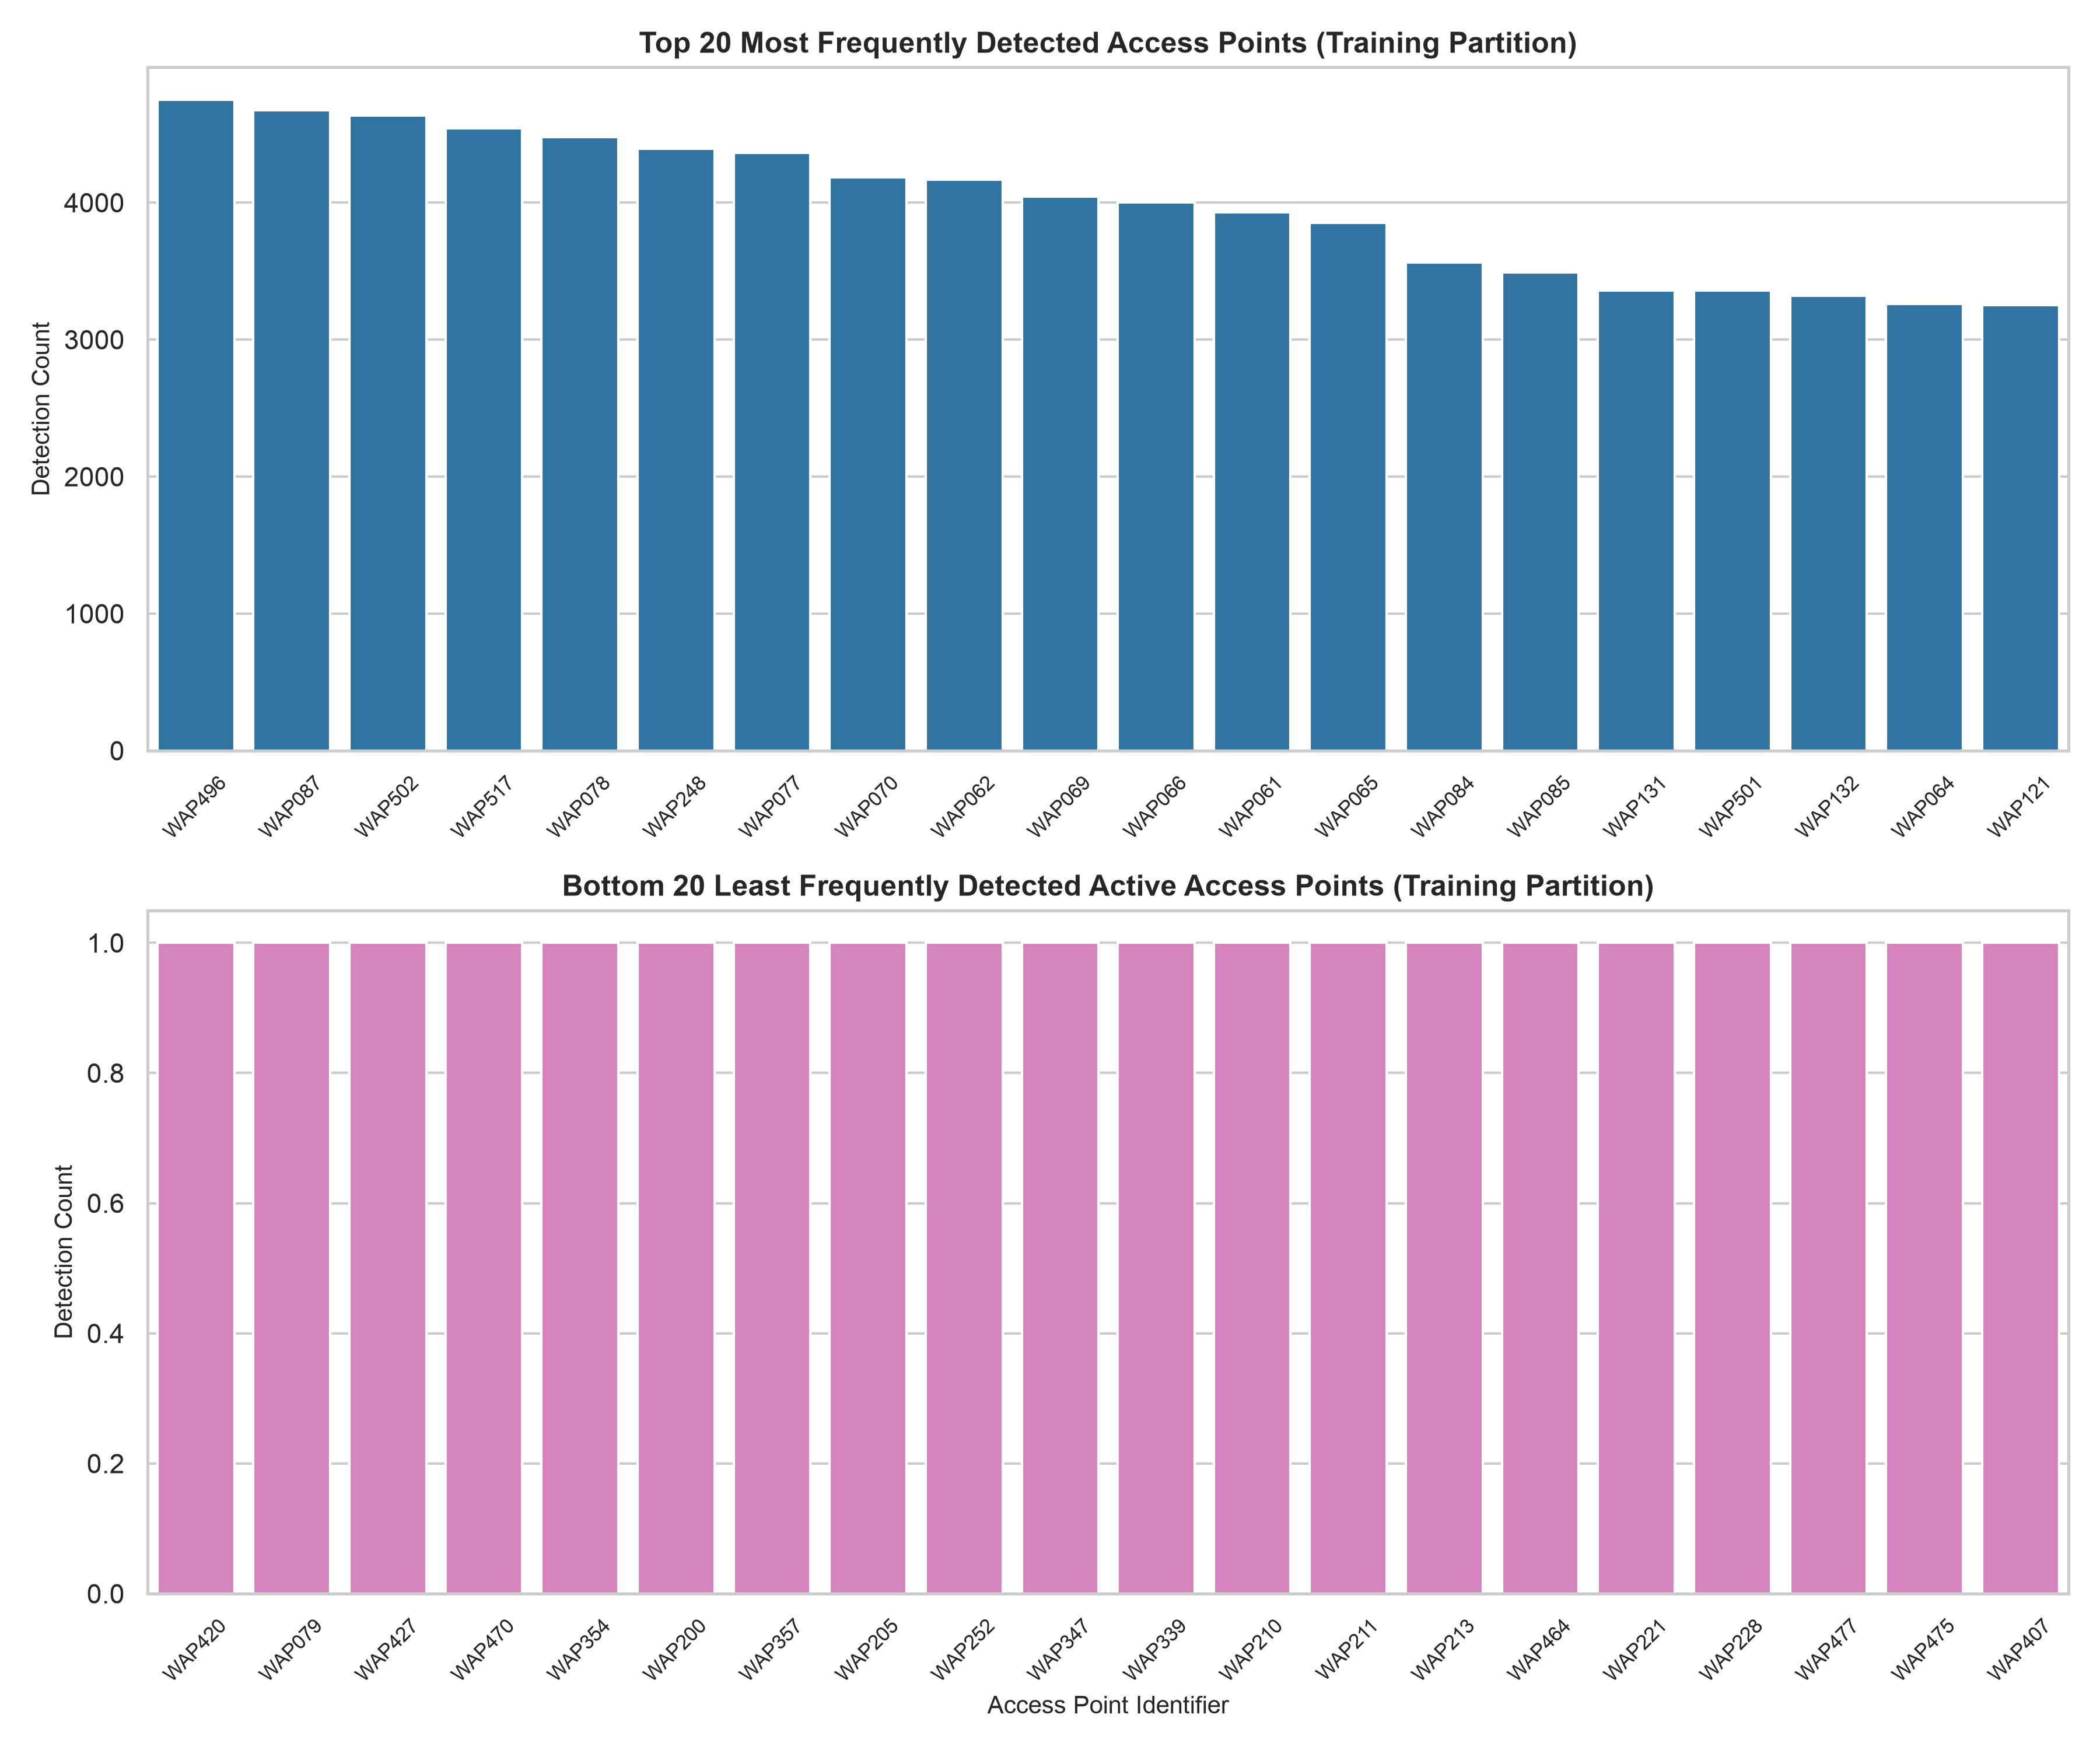 Top 20 Most Frequently Detected Access Points (Training Partition)
Detection Count
4000
3000
2000
1000
0
WAP496 WAP087 WAP502 WAP517 WAP078 WAP248 WAP077 WAP070 WAP062 WAP069 WAP066 WAP061 WAP065 WAP084 WAP085 WAP131 WAP501 WAP132 WAP064 WAP121
Bottom 20 Least Frequently Detected Active Access Points (Training Partition)
Detection Count
1.0
0.8
0.6
0.4
0.2
0.0
WAP420 WAP079 WAP427 WAP470 WAP354 WAP200 WAP357 WAP205 WAP252 WAP347 WAP339 WAP210 WAP211 WAP213 WAP464 WAP221 WAP228 WAP477 WAP475 WAP407
Access Point Identifier